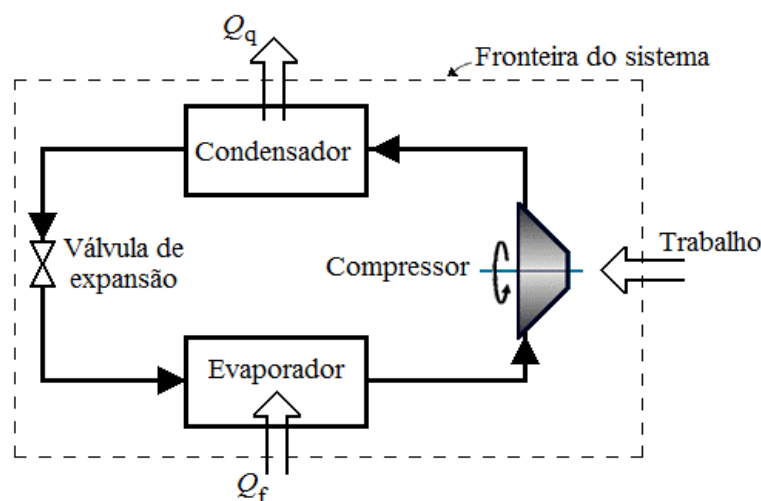 Qq
Fronteira do sistema
Condensador
Válvula de
expansão
Compressor
Trabalho
Evaporador
Qf